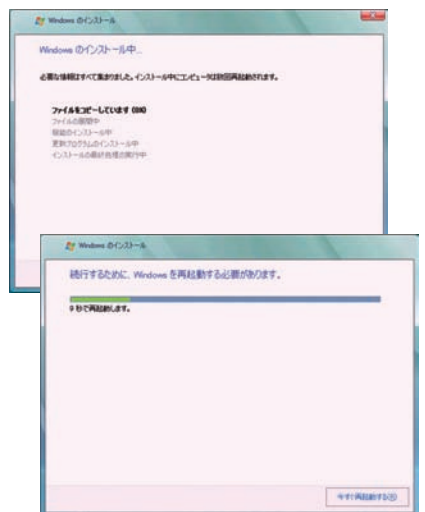 Windows のインストール
Windows のインストール中...
必要な情報はすべて集まりました。インストール中にコンピュータは数回再起動されます。
ファイルをコピーしています (0%)
ファイルの展開中
機能のインストール中
更新プログラムのインストール中
インストールの最終処理の実行中
Windows のインストール
続行するために、Windows を再起動する必要があります。
9 秒で再起動します。
今すぐ再起動する(R)